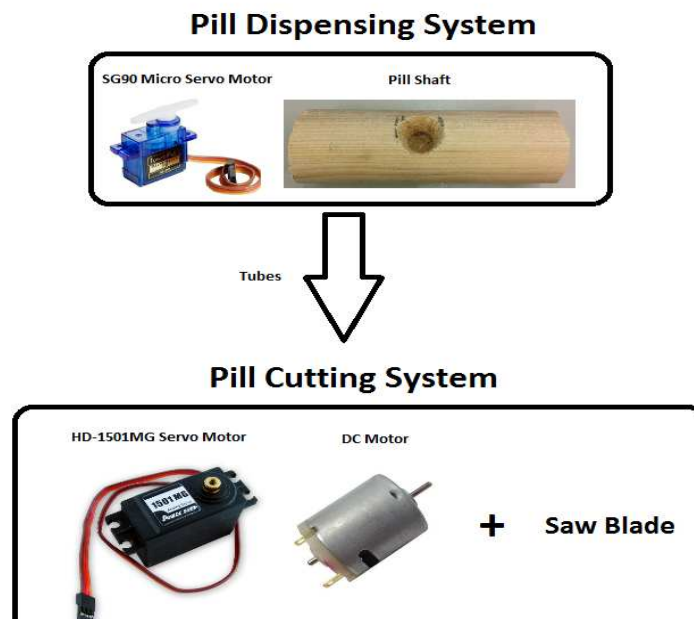 Pill Dispensing System
SG90 Micro Servo Motor
Pill Shaft
Tubes
Pill Cutting System
HD-1501MG Servo Motor
DC Motor
1501MG
+
Saw Blade